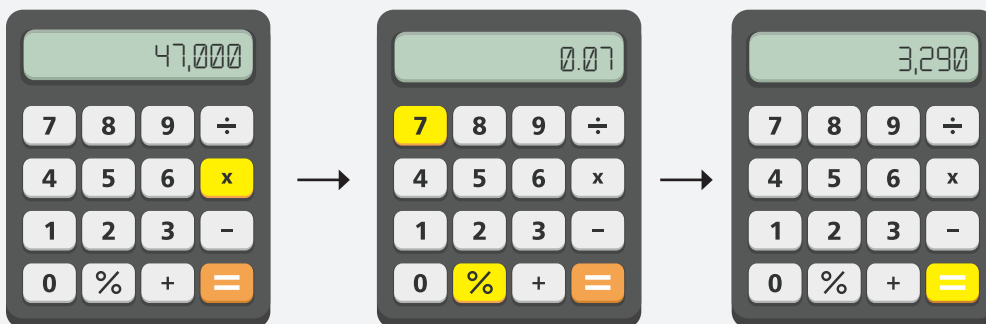 47,000
7 8 9 ÷
4 5 6 x
1 2 3 −
0 % + =
0.07
7 8 9 ÷
4 5 6 x
1 2 3 −
0 % + =
3,290
7 8 9 ÷
4 5 6 x
1 2 3 −
0 % + =